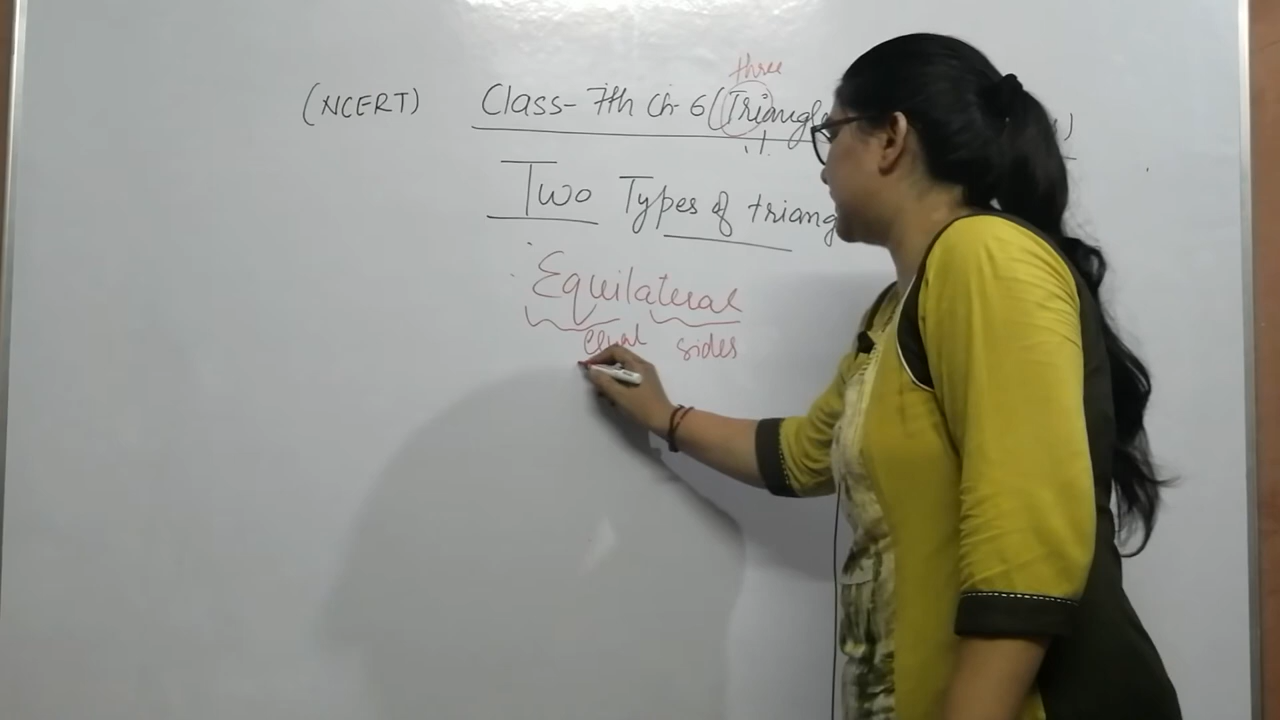 three
(NCERT) Class-7th Ch-6 (Triangle )
Two Types of triang
Equilateral
equal sides